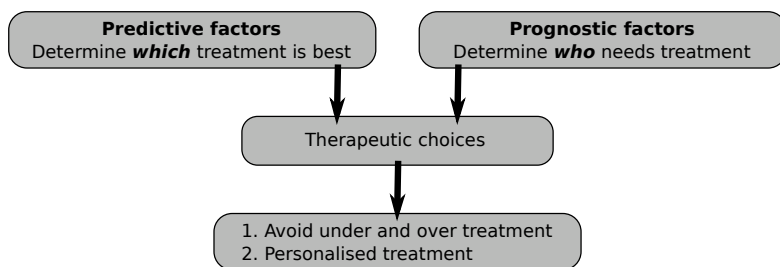 Predictive factors
Determine which treatment is best
Prognostic factors
Determine who needs treatment
Therapeutic choices
1. Avoid under and over treatment
2. Personalised treatment